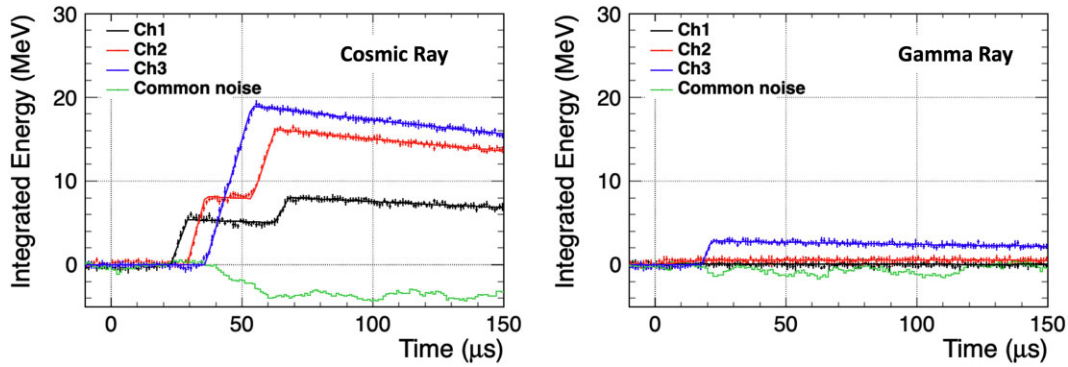 Integrated Energy (MeV)
30
20
10
0
Ch1
Ch2
Ch3
Common noise
Cosmic Ray
0
50
100
150
Time (μs)
Integrated Energy (MeV)
30
20
10
0
Ch1
Ch2
Ch3
Common noise
Gamma Ray
0
50
100
150
Time (μs)